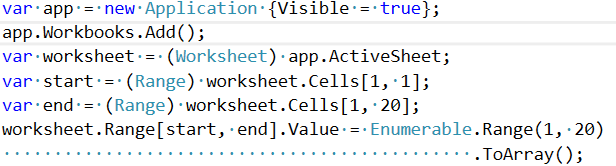 var app = new Application {Visible = true};
app.Workbooks.Add();
var worksheet = (Worksheet) app.ActiveSheet;
var start = (Range) worksheet.Cells[1, 1];
var end = (Range) worksheet.Cells[1, 20];
worksheet.Range[start, end].Value = Enumerable.Range(1, 20)
.ToArray();